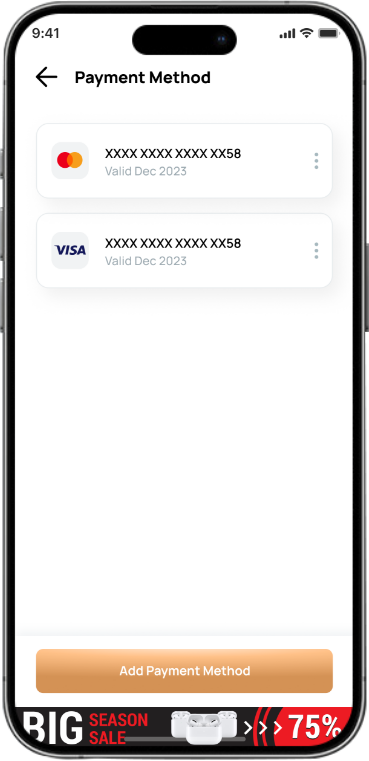 9:41
Payment Method
XXXX XXXX XXXX XX58
Valid Dec 2023
VISA
XXXX XXXX XXXX XX58
Valid Dec 2023
Add Payment Method
BIG
SEASON
SALE
75%